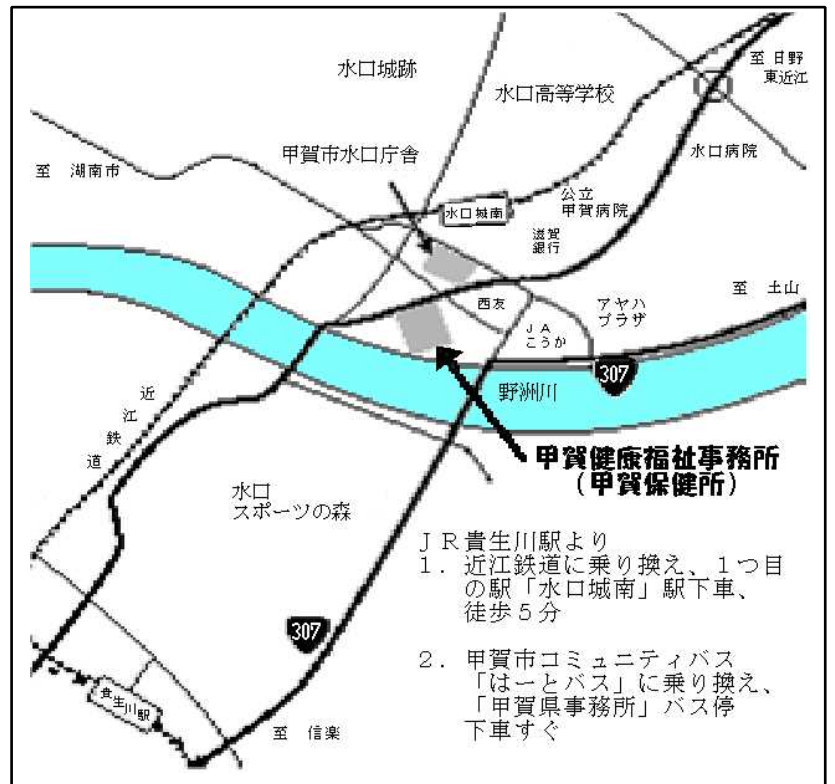 水口城跡
至 日野
東近江
水口高等学校
甲賀市水口庁舎
水口病院
至 湖南市
公立
甲賀病院
水口城南
滋賀
銀行
至 土山
西友
アヤハ
プラザ
ＪＡ
こうか
307
野洲川
近江鉄道
甲賀健康福祉事務所
（甲賀保健所）
水口
スポーツの森
ＪＲ貴生川駅より
１．近江鉄道に乗り換え、１つ目
の駅「水口城南」駅下車、
徒歩５分
307
２．甲賀市コミュニティバス
「はーとバス」に乗り換え、
「甲賀県事務所」バス停
下車すぐ
貴生川駅
至 信楽